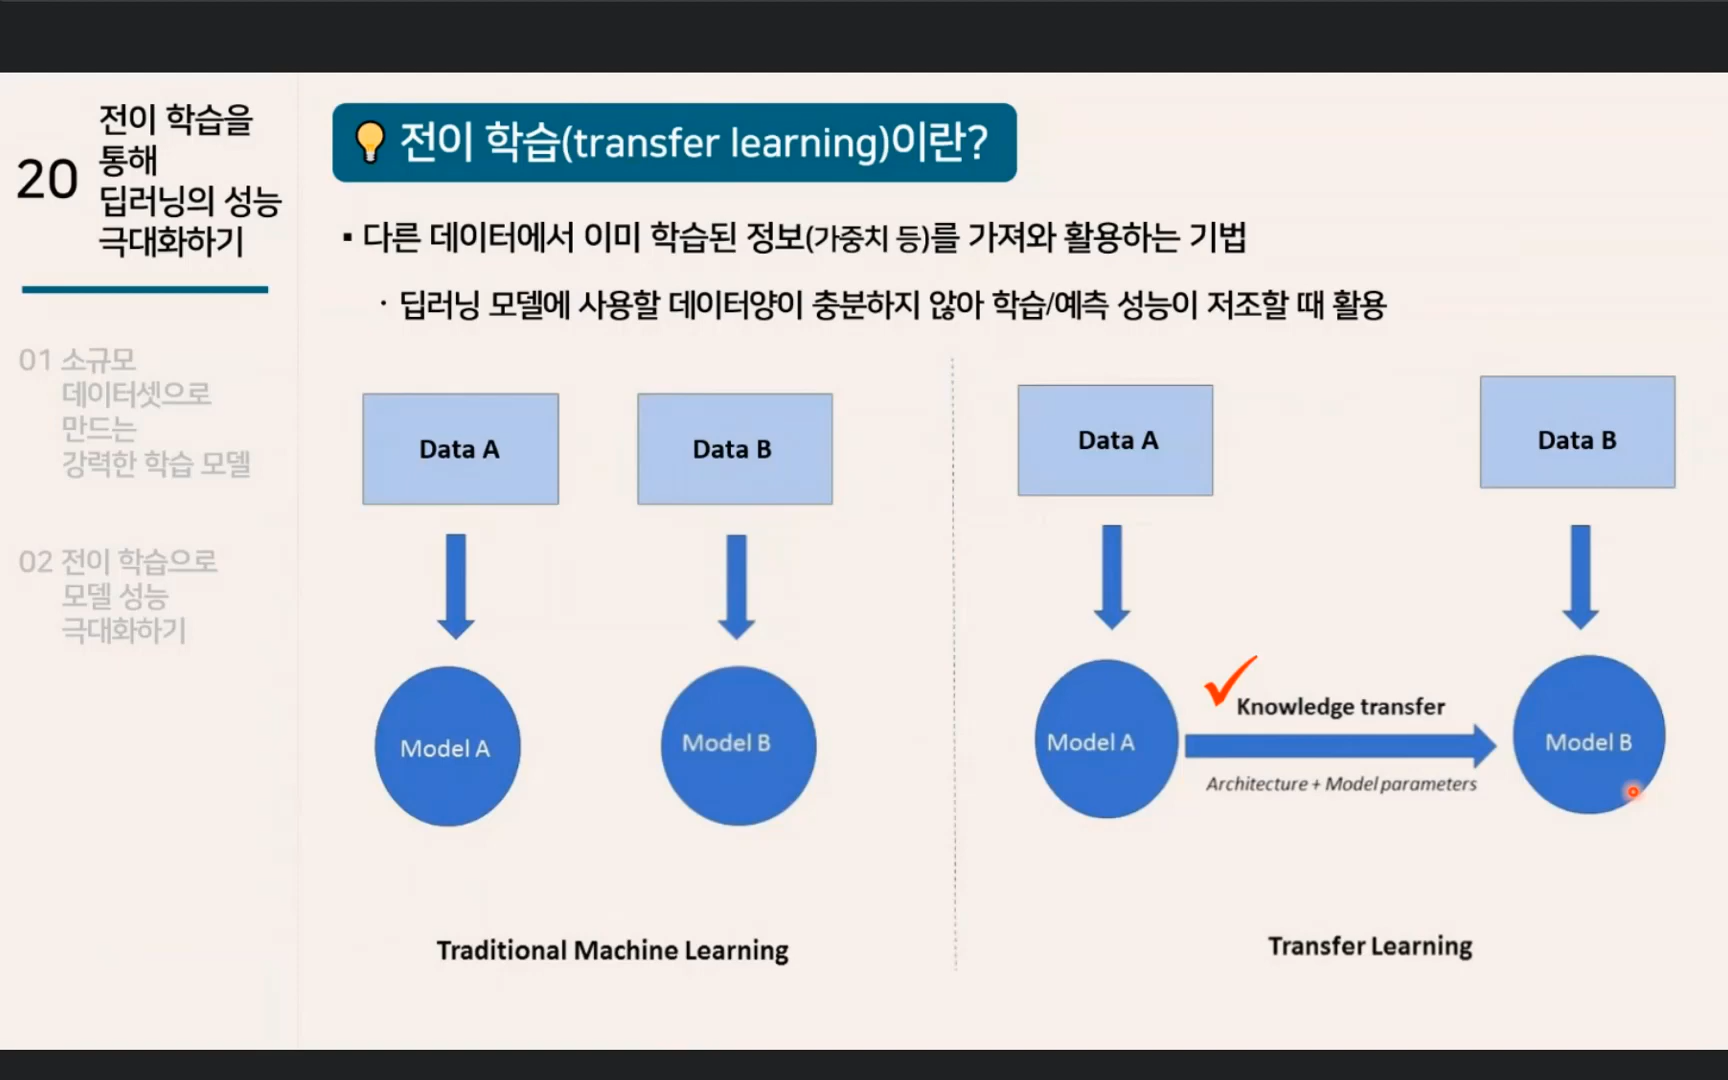 20
전이 학습을
통해
딥러닝의 성능
극대화하기
01 소규모
데이터셋으로
만드는
강력한 학습 모델
02 전이 학습으로
모델 성능
극대화하기
전이 학습(transfer learning)이란?
▪ 다른 데이터에서 이미 학습된 정보(가중치 등)를 가져와 활용하는 기법
· 딥러닝 모델에 사용할 데이터양이 충분하지 않아 학습/예측 성능이 저조할 때 활용
Data A
Data B
Model A
Model B
Traditional Machine Learning
Data A
Data B
Model A
Knowledge transfer
Architecture + Model parameters
Model B
Transfer Learning